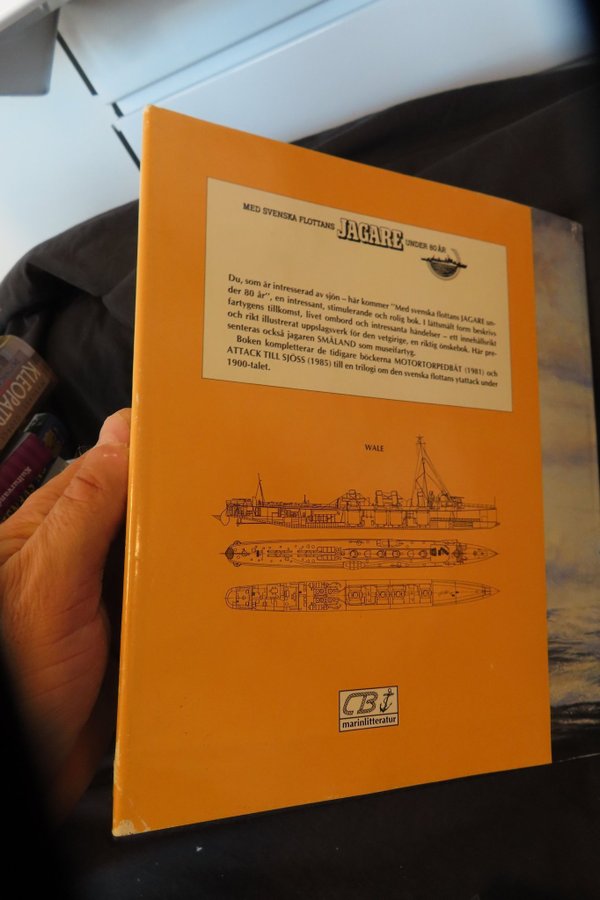 MED SVENSKA FLOTTANS JAGARE UNDER 80 ÅR
Du, som är intresserad av sjön – här kommer "Med svenska flottans JAGARE un-
der 80 år", en intressant, stimulerande och rolig bok. I lättsmält form beskrivs
fartygens tillkomst, livet ombord och intressanta händelser – ett innehållsrikt
och rikt illustrerat uppslagsverk för den vetgirige, en riktig önskebok. Här pre-
senteras också jagaren SMÅLAND som museifartyg.
Boken kompletterar de tidigare böckerna MOTORTORPEDBÅT (1981) och
ATTACK TILL SJÖSS (1985) till en trilogi om den svenska flottans ytattack under
1900-talet.
WALE
CB
marinlitteratur